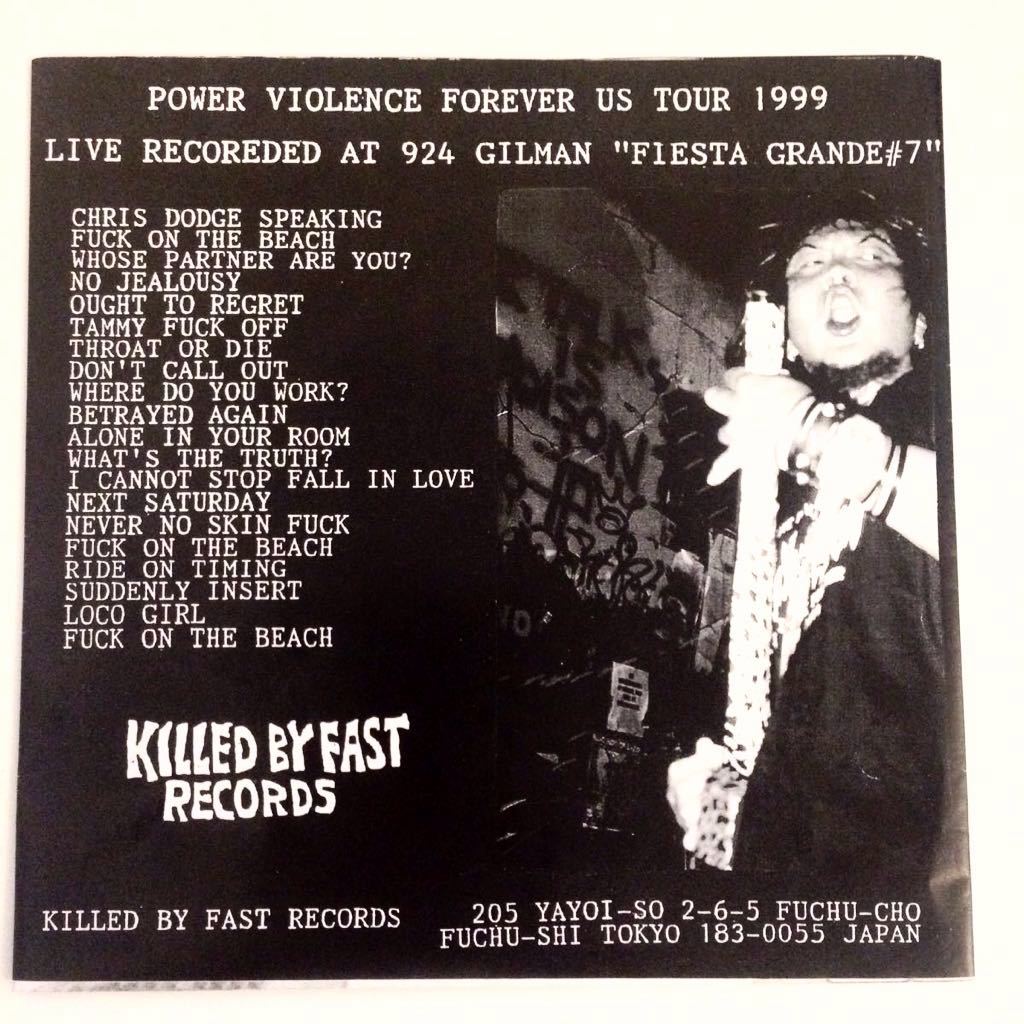 POWER VIOLENCE FOREVER US TOUR 1999
LIVE RECOREDED AT 924 GILMAN "FIESTA GRANDE#7"
CHRIS DODGE SPEAKING
FUCK ON THE BEACH
WHOSE PARTNER ARE YOU?
NO JEALOUSY
OUGHT TO REGRET
TAMMY FUCK OFF
THROAT OR DIE
DON'T CALL OUT
WHERE DO YOU WORK?
BETRAYED AGAIN
ALONE IN YOUR ROOM
WHAT'S THE TRUTH?
I CANNOT STOP FALL IN LOVE
NEXT SATURDAY
NEVER NO SKIN FUCK
FUCK ON THE BEACH
RIDE ON TIMING
SUDDENLY INSERT
LOCO GIRL
FUCK ON THE BEACH
KILLED BY FAST
RECORDS
KILLED BY FAST RECORDS
205 YAYOI-SO 2-6-5 FUCHU-CHO
FUCHU-SHI TOKYO 183-0055 JAPAN